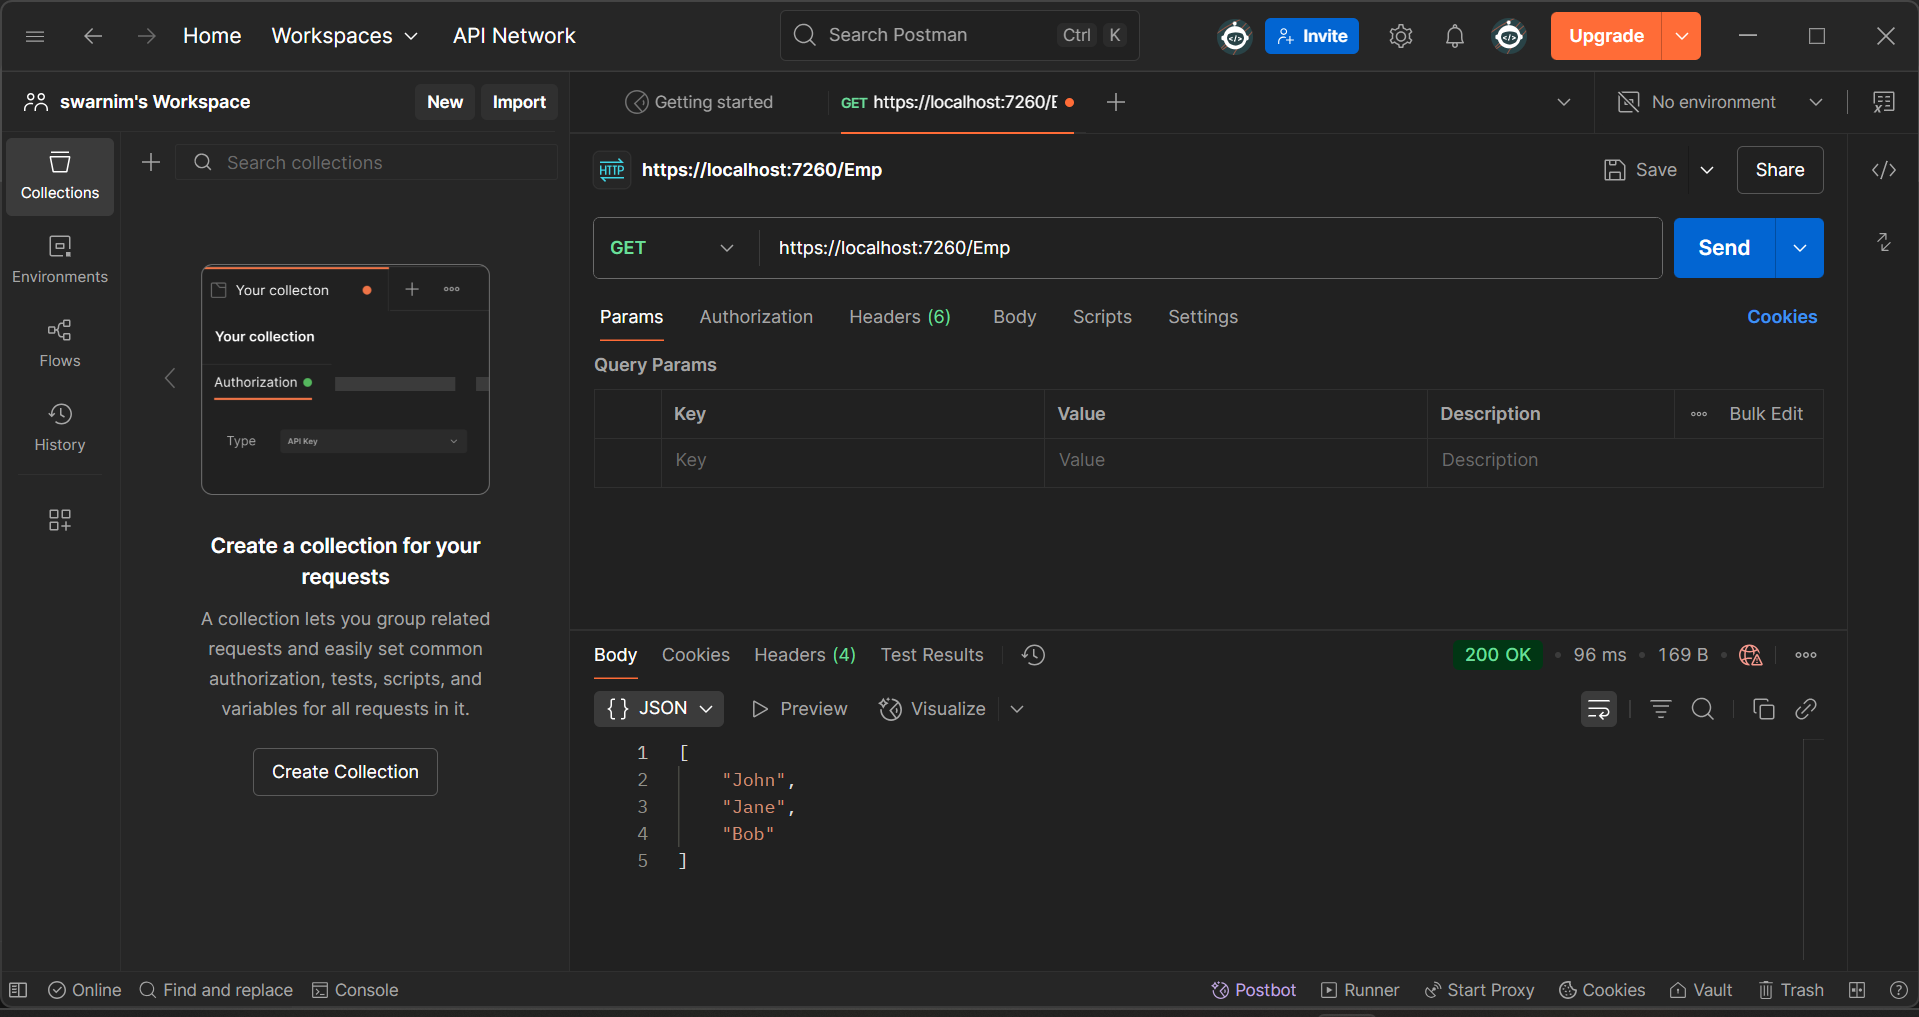 Home Workspaces API Network Search Postman Ctrl K Invite Upgrade
swarnim's Workspace New Import
Getting started GET https://localhost:7260/E No environment
Collections
Environments
Flows
History
Search collections
Your collecton
Your collection
Authorization
Type API Key
Create a collection for your
requests
A collection lets you group related
requests and easily set common
authorization, tests, scripts, and
variables for all requests in it.
Create Collection
HTTP https://localhost:7260/Emp Save Share
GET https://localhost:7260/Emp Send
Params Authorization Headers (6) Body Scripts Settings Cookies
Query Params
Key Value Description Bulk Edit
Key Value Description
Body Cookies Headers (4) Test Results 200 OK • 96 ms • 169 B •
{} JSON Preview Visualize
1 [
2 "John",
3 "Jane",
4 "Bob"
5 ]
Online Find and replace Console Postbot Runner Start Proxy Cookies Vault Trash